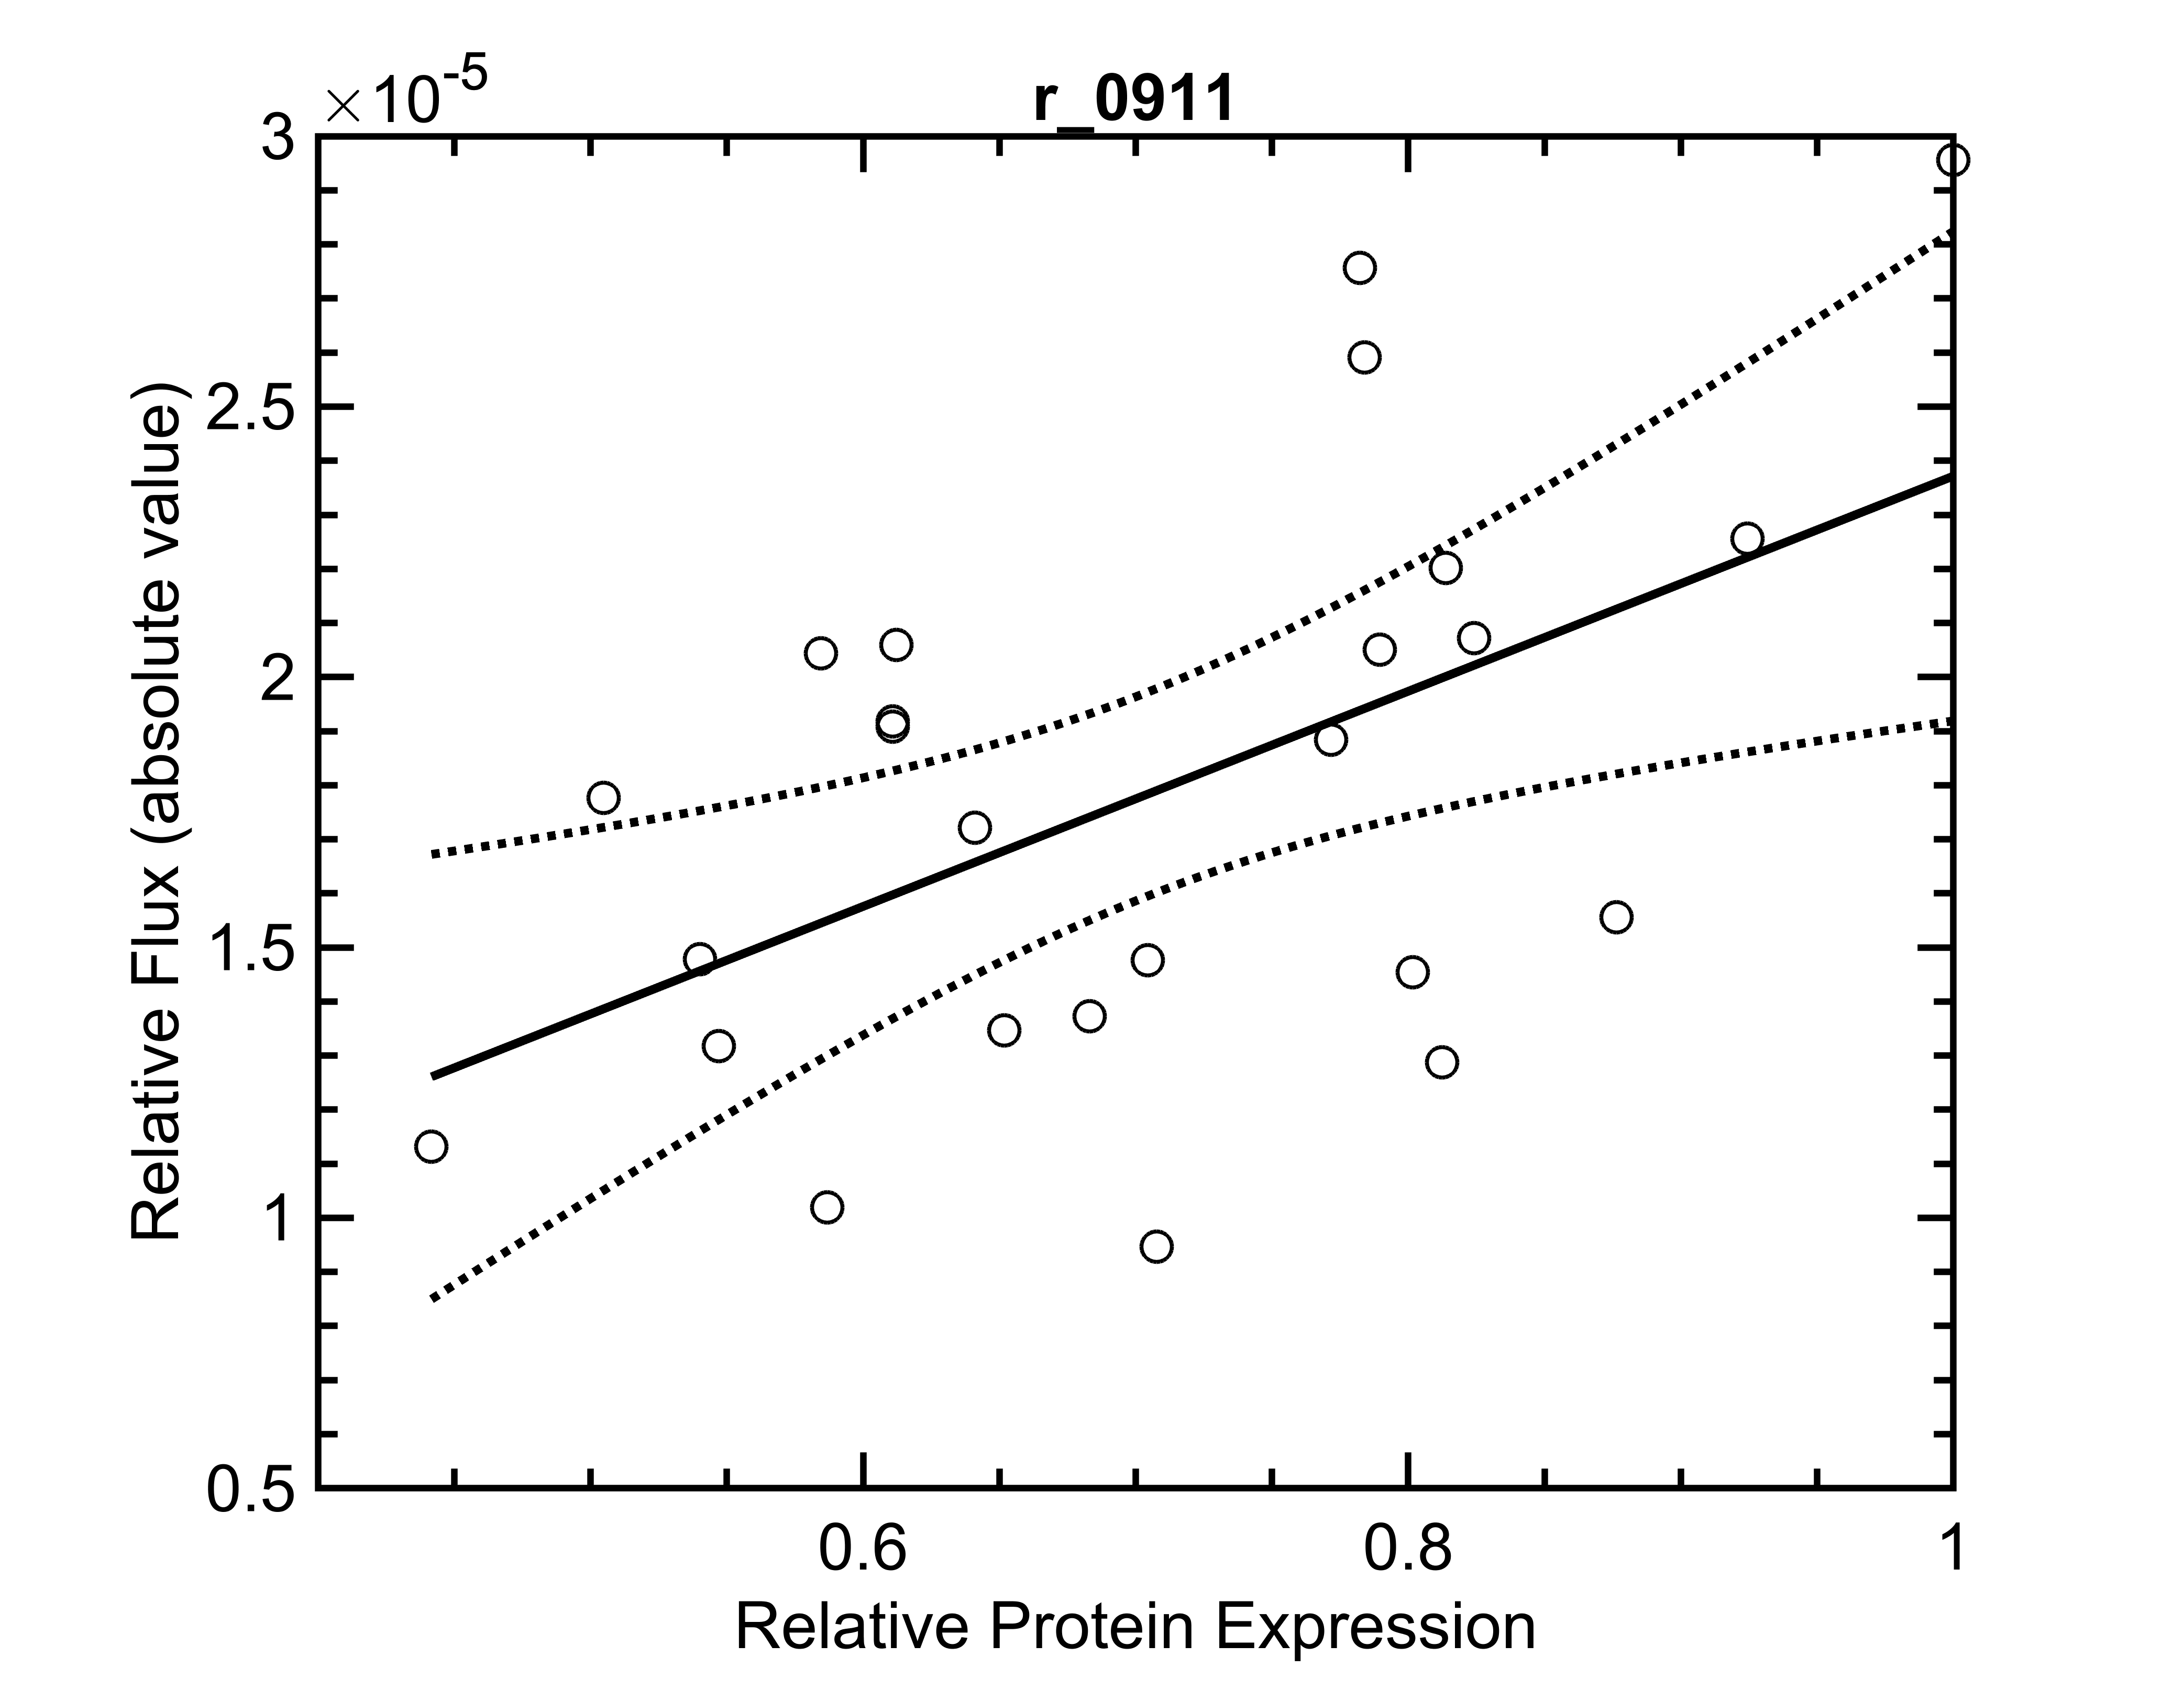 ×10-5
r_0911
3
2.5
2
1.5
1
0.5
Relative Flux (absolute value)
0.6 0.8 1
Relative Protein Expression